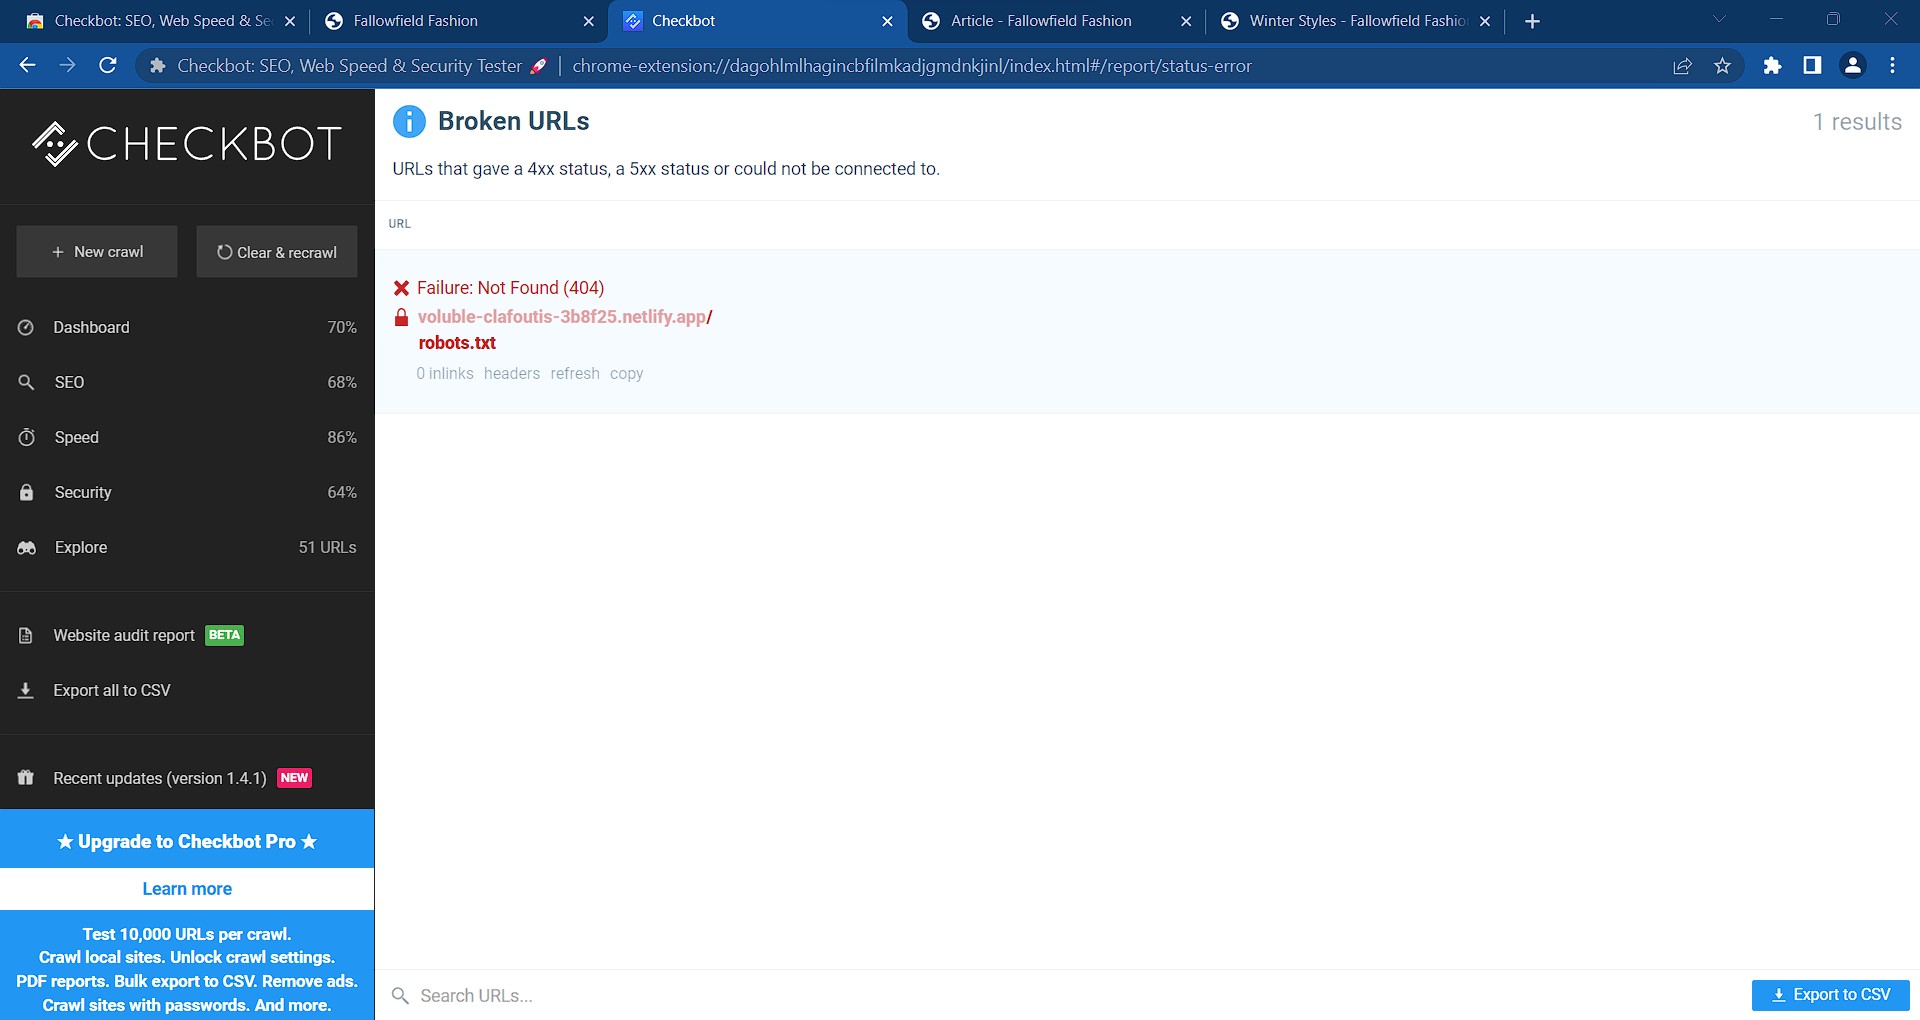 Checkbot: SEO, Web Speed & Se
Fallowfield Fashion
Checkbot
Article - Fallowfield Fashion
Winter Styles - Fallowfield Fashio
Checkbot: SEO, Web Speed & Security Tester 🚀 | chrome-extension://dagohlmlhagincbfilmkadjgmdnkjinl/index.html#/report/status-error
CHECKBOT
+ New crawl
Clear & recrawl
Dashboard 70%
SEO 68%
Speed 86%
Security 64%
Explore 51 URLs
Website audit report BETA
Export all to CSV
Recent updates (version 1.4.1) NEW
★ Upgrade to Checkbot Pro ★
Learn more
Test 10,000 URLs per crawl.
Crawl local sites. Unlock crawl settings.
PDF reports. Bulk export to CSV. Remove ads.
Crawl sites with passwords. And more.
Broken URLs
1 results
URLs that gave a 4xx status, a 5xx status or could not be connected to.
URL
Failure: Not Found (404)
voluble-clafoutis-3b8f25.netlify.app/
robots.txt
0 inlinks headers refresh copy
Search URLs...
Export to CSV